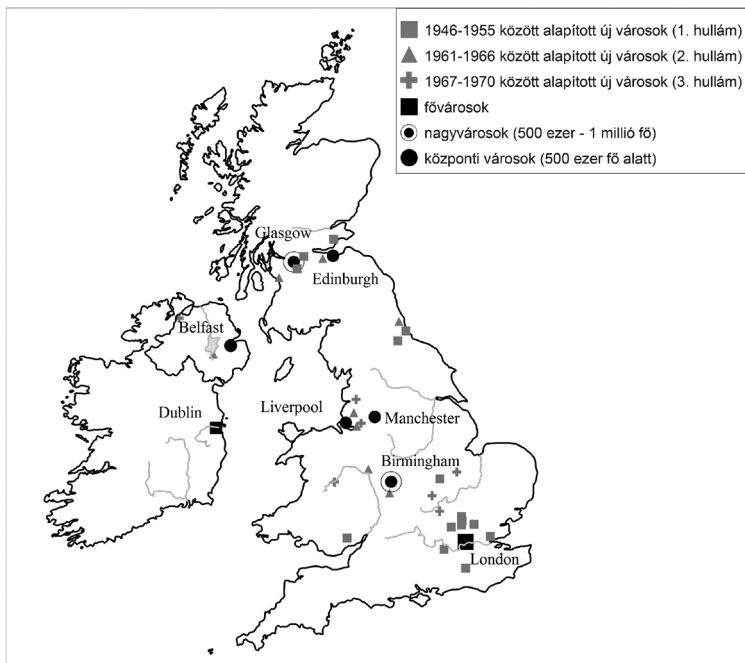 1946-1955 között alapított új városok (1. hullám)
1961-1966 között alapított új városok (2. hullám)
1967-1970 között alapított új városok (3. hullám)
fővárosok
nagyvárosok (500 ezer - 1 millió fő)
központi városok (500 ezer fő alatt)
Glasgow
Edinburgh
Belfast
Dublin
Liverpool
Manchester
Birmingham
London